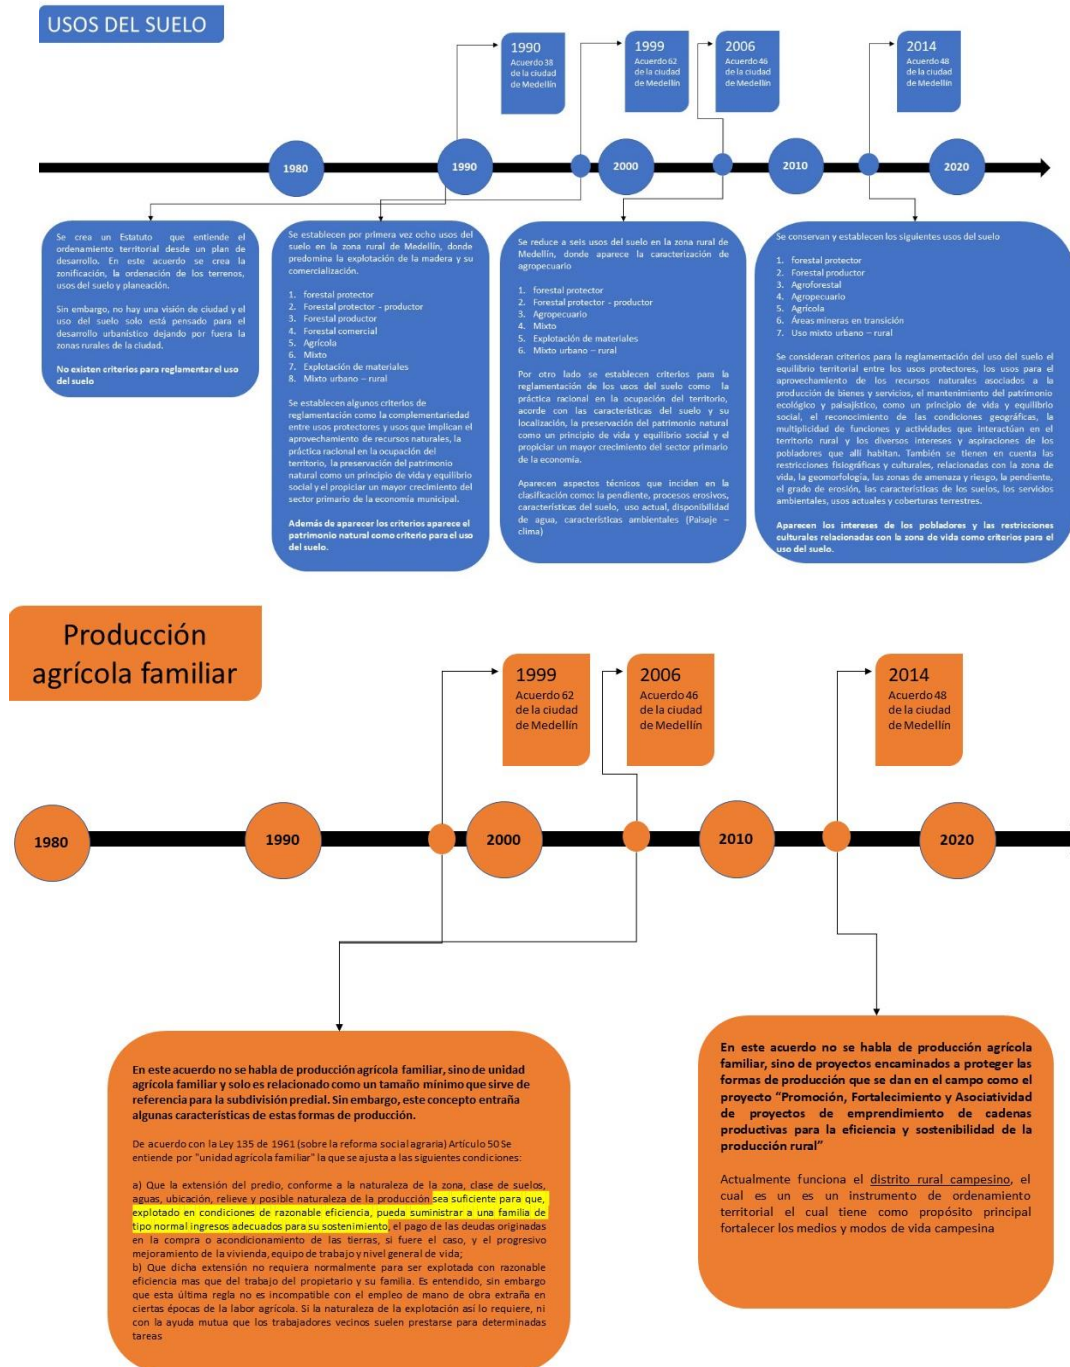 USOS DEL SUELO
1990
Acuerdo 38
de la ciudad
de Medellín
1999
Acuerdo 62
de la ciudad
de Medellín
2006
Acuerdo 46
de la ciudad
de Medellín
2014
Acuerdo 48
de la ciudad
de Medellín
1980
1990
2000
2010
2020
Se crea un Estatuto que entiende el
ordenamiento territorial desde un plan de
desarrollo. En este acuerdo se crea la
zonificación, la ordenación de los terrenos,
usos del suelo y planeación.
Sin embargo, no hay una visión de ciudad y el
uso del suelo solo está pensado para el
desarrollo urbanístico dejando por fuera la
zonas rurales de la ciudad.
No existen criterios para reglamentar el uso
del suelo
Se establecen por primera vez ocho usos del
suelo en la zona rural de Medellín, donde
predomina la explotación de la madera y su
comercialización.
1. forestal protector
2. Forestal protector - productor
3. Forestal productor
4. Forestal comercial
5. Agrícola
6. Mixto
7. Explotación de materiales
8. Mixto urbano – rural
Se establecen algunos criterios de
reglamentación como la complementariedad
entre usos protectores y usos que implican el
aprovechamiento de recursos naturales, la
práctica racional en la ocupación del
territorio, la preservación del patrimonio
natural como un principio de vida y equilibrio
social y el propiciar un mayor crecimiento del
sector primario de la economía municipal.
Además de aparecer los criterios aparece el
patrimonio natural como criterio para el uso
del suelo.
Se reduce a seis usos del suelo en la zona rural de
Medellín, donde aparece la caracterización de
agropecuario
1. forestal protector
2. Forestal protector - productor
3. Agropecuario
4. Mixto
5. Explotación de materiales
6. Mixto urbano – rural
Por otro lado se establecen criterios para la
reglamentación de los usos del suelo como la
práctica racional en la ocupación del territorio,
acorde con las características del suelo y su
localización, la preservación del patrimonio natural
como un principio de vida y equilibrio social y el
propiciar un mayor crecimiento del sector primario
de la economía.
Aparecen aspectos técnicos que inciden en la
clasificación como: la pendiente, procesos erosivos,
características del suelo, uso actual, disponibilidad
de agua, características ambientales (Paisaje –
clima)
Se conservan y establecen los siguientes usos del suelo
1. forestal protector
2. Forestal productor
3. Agroforestal
4. Agropecuario
5. Agrícola
6. Áreas mineras en transición
7. Uso mixto urbano – rural
Se consideran criterios para la reglamentación del uso del suelo el
equilibrio territorial entre los usos protectores, los usos para el
aprovechamiento de los recursos naturales asociados a la
producción de bienes y servicios, el mantenimiento del patrimonio
ecológico y paisajístico, como un principio de vida y equilibrio
social, el reconocimiento de las condiciones geográficas, la
multiplicidad de funciones y actividades que interactúan en el
territorio rural y los diversos intereses y aspiraciones de los
pobladores que allí habitan. También se tienen en cuenta las
restricciones fisiográficas y culturales, relacionadas con la zona de
vida, la geomorfología, las zonas de amenaza y riesgo, la pendiente,
el grado de erosión, las características de los suelos, los servicios
ambientales, usos actuales y coberturas terrestres.
Aparecen los intereses de los pobladores y las restricciones
culturales relacionadas con la zona de vida como criterios para el
uso del suelo.
Producción
agrícola familiar
1999
Acuerdo 62
de la ciudad
de Medellín
2006
Acuerdo 46
de la ciudad
de Medellín
2014
Acuerdo 48
de la ciudad
de Medellín
1980
1990
2000
2010
2020
En este acuerdo no se habla de producción agrícola familiar, sino de unidad
agrícola familiar y solo es relacionado como un tamaño mínimo que sirve de
referencia para la subdivisión predial. Sin embargo, este concepto entraña
algunas características de estas formas de producción.
De acuerdo con la Ley 135 de 1961 (sobre la reforma social agraria) Artículo 50 Se
entiende por "unidad agrícola familiar" la que se ajusta a las siguientes condiciones:
a) Que la extensión del predio, conforme a la naturaleza de la zona, clase de suelos,
aguas, ubicación, relieve y posible naturaleza de la producción sea suficiente para que,
explotado en condiciones de razonable eficiencia, pueda suministrar a una familia de
tipo normal ingresos adecuados para su sostenimiento, el pago de las deudas originadas
en la compra o acondicionamiento de las tierras, si fuere el caso, y el progresivo
mejoramiento de la vivienda, equipo de trabajo y nivel general de vida;
b) Que dicha extensión no requiera normalmente para ser explotada con razonable
eficiencia mas que del trabajo del propietario y su familia. Es entendido, sin embargo
que esta última regla no es incompatible con el empleo de mano de obra extraña en
ciertas épocas de la labor agrícola. Si la naturaleza de la explotación así lo requiere, ni
con la ayuda mutua que los trabajadores vecinos suelen prestarse para determinadas
tareas
En este acuerdo no se habla de producción agrícola
familiar, sino de proyectos encaminados a proteger las
formas de producción que se dan en el campo como el
proyecto “Promoción, Fortalecimiento y Asociatividad
de proyectos de emprendimiento de cadenas
productivas para la eficiencia y sostenibilidad de la
producción rural”
Actualmente funciona el distrito rural campesino, el
cual es un es un instrumento de ordenamiento
territorial el cual tiene como propósito principal
fortalecer los medios y modos de vida campesina